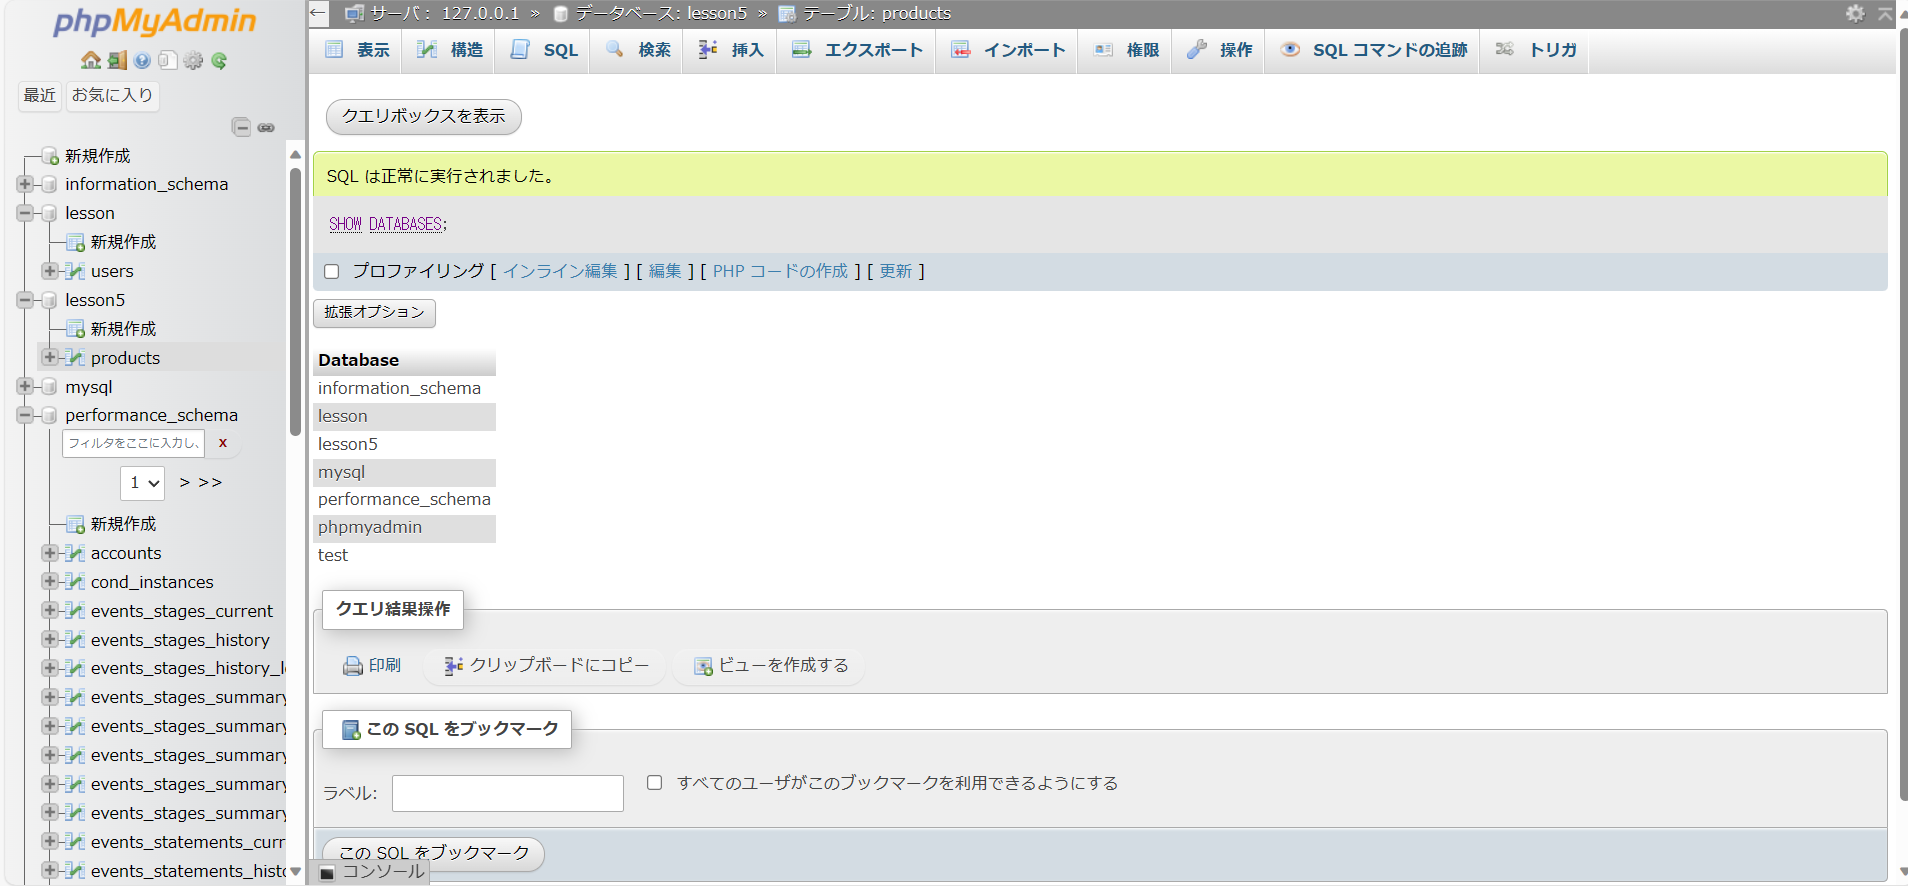 phpMyAdmin
最近 お気に入り
新規作成
information_schema
lesson
新規作成
users
lesson5
新規作成
products
mysql
performance_schema
フィルタをここに入力し、 x
1 > >>
新規作成
accounts
cond_instances
events_stages_current
events_stages_history
events_stages_history_l
events_stages_summary
events_stages_summary
events_stages_summary
events_stages_summary
events_stages_summary
events_statements_curr
events_statements_histo
← サーバ: 127.0.0.1 » データベース: lesson5 » テーブル: products
表示 構造 SQL 検索 挿入 エクスポート インポート 権限 操作 SQL コマンドの追跡 トリガ
クエリボックスを表示
SQL は正常に実行されました。
SHOW DATABASES;
プロファイリング [ インライン編集 ] [ 編集 ] [ PHP コードの作成 ] [ 更新 ]
拡張オプション
Database
information_schema
lesson
lesson5
mysql
performance_schema
phpmyadmin
test
クエリ結果操作
印刷 クリップボードにコピー ビューを作成する
この SQL をブックマーク
ラベル: すべてのユーザがこのブックマークを利用できるようにする
この SQL をブックマーク
コンソール